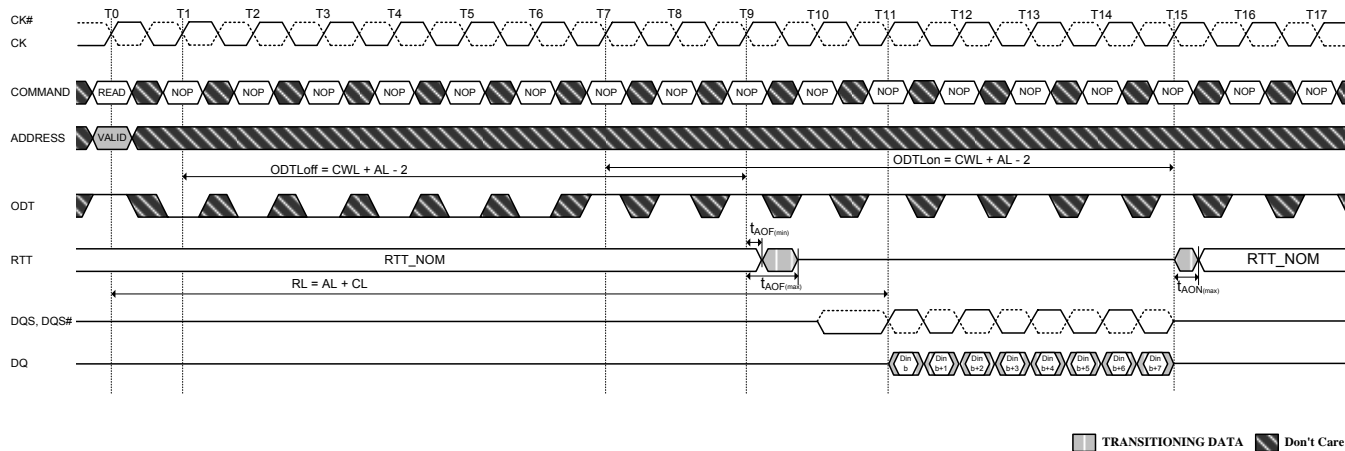 CK#
CK
T0 T1 T2 T3 T4 T5 T6 T7 T8 T9 T10 T11 T12 T13 T14 T15 T16 T17
COMMAND READ NOP NOP NOP NOP NOP NOP NOP NOP NOP NOP NOP NOP NOP NOP NOP NOP NOP
ADDRESS VALID
ODTLoff = CWL + AL - 2
ODTLon = CWL + AL - 2
ODT
tAOF(min)
RTT RTT_NOM RTT_NOM
tAOF(max)
tAON(max)
RL = AL + CL
DQS, DQS#
DQ Din b Din b+1 Din b+2 Din b+3 Din b+4 Din b+5 Din b+6 Din b+7
TRANSITIONING DATA Don't Care